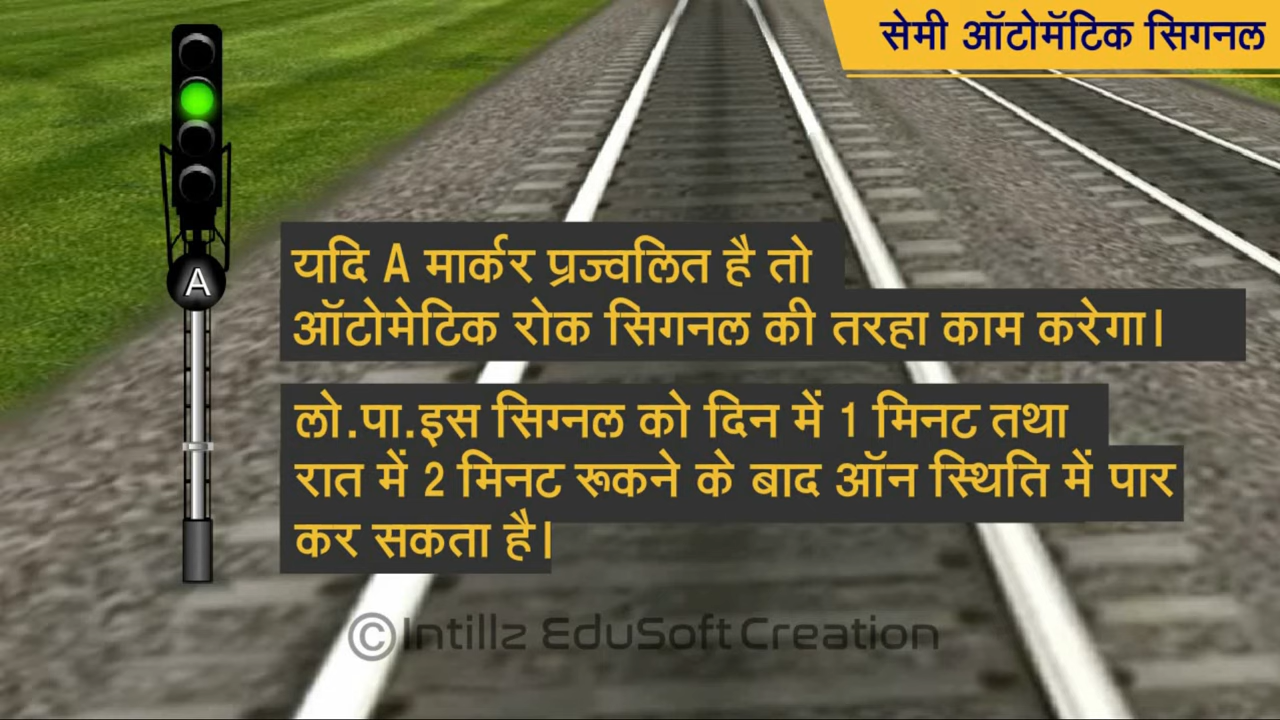 सेमी ऑटोमॅटिक सिगनल
A
यदि A मार्कर प्रज्वलित है तो
ऑटोमेटिक रोक सिगनल की तरहा काम करेगा।
लो.पा.इस सिग्नल को दिन में 1 मिनट तथा
रात में 2 मिनट रूकने के बाद ऑन स्थिति में पार
कर सकता है।
©Intillz EduSoft Creation